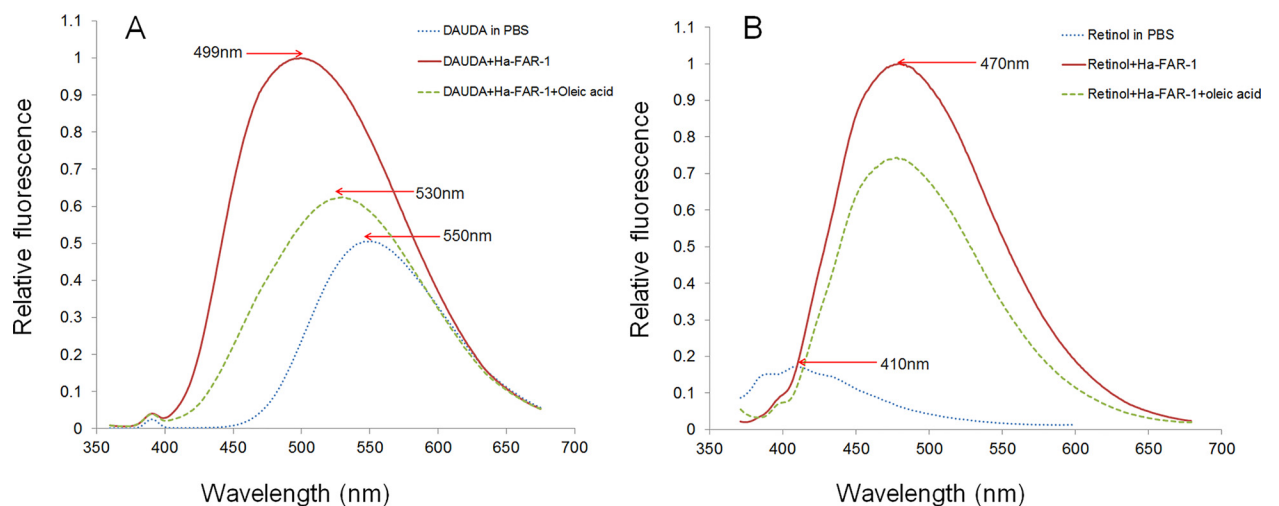 A
DAUDA in PBS
DAUDA+Ha-FAR-1
DAUDA+Ha-FAR-1+Oleic acid
499nm
530nm
550nm
Relative fluorescence
1.1
1
0.9
0.8
0.7
0.6
0.5
0.4
0.3
0.2
0.1
0
350 400 450 500 550 600 650 700
Wavelength (nm)
B
Retinol in PBS
Retinol+Ha-FAR-1
Retinol+Ha-FAR-1+oleic acid
470nm
410nm
Relative fluorescence
1.1
1
0.9
0.8
0.7
0.6
0.5
0.4
0.3
0.2
0.1
0
350 400 450 500 550 600 650 700
Wavelength (nm)